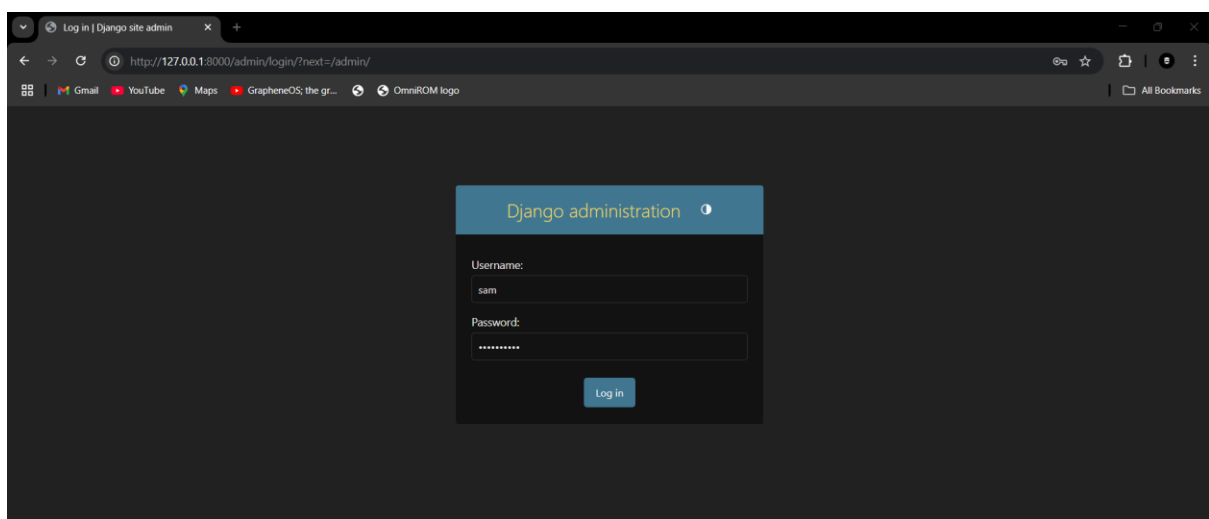 Log in | Django site admin
http://127.0.0.1:8000/admin/login/?next=/admin/
Gmail YouTube Maps GrapheneOS; the gr... OmniROM logo All Bookmarks
Django administration
Username:
sam
Password:
••••••••••
Log in